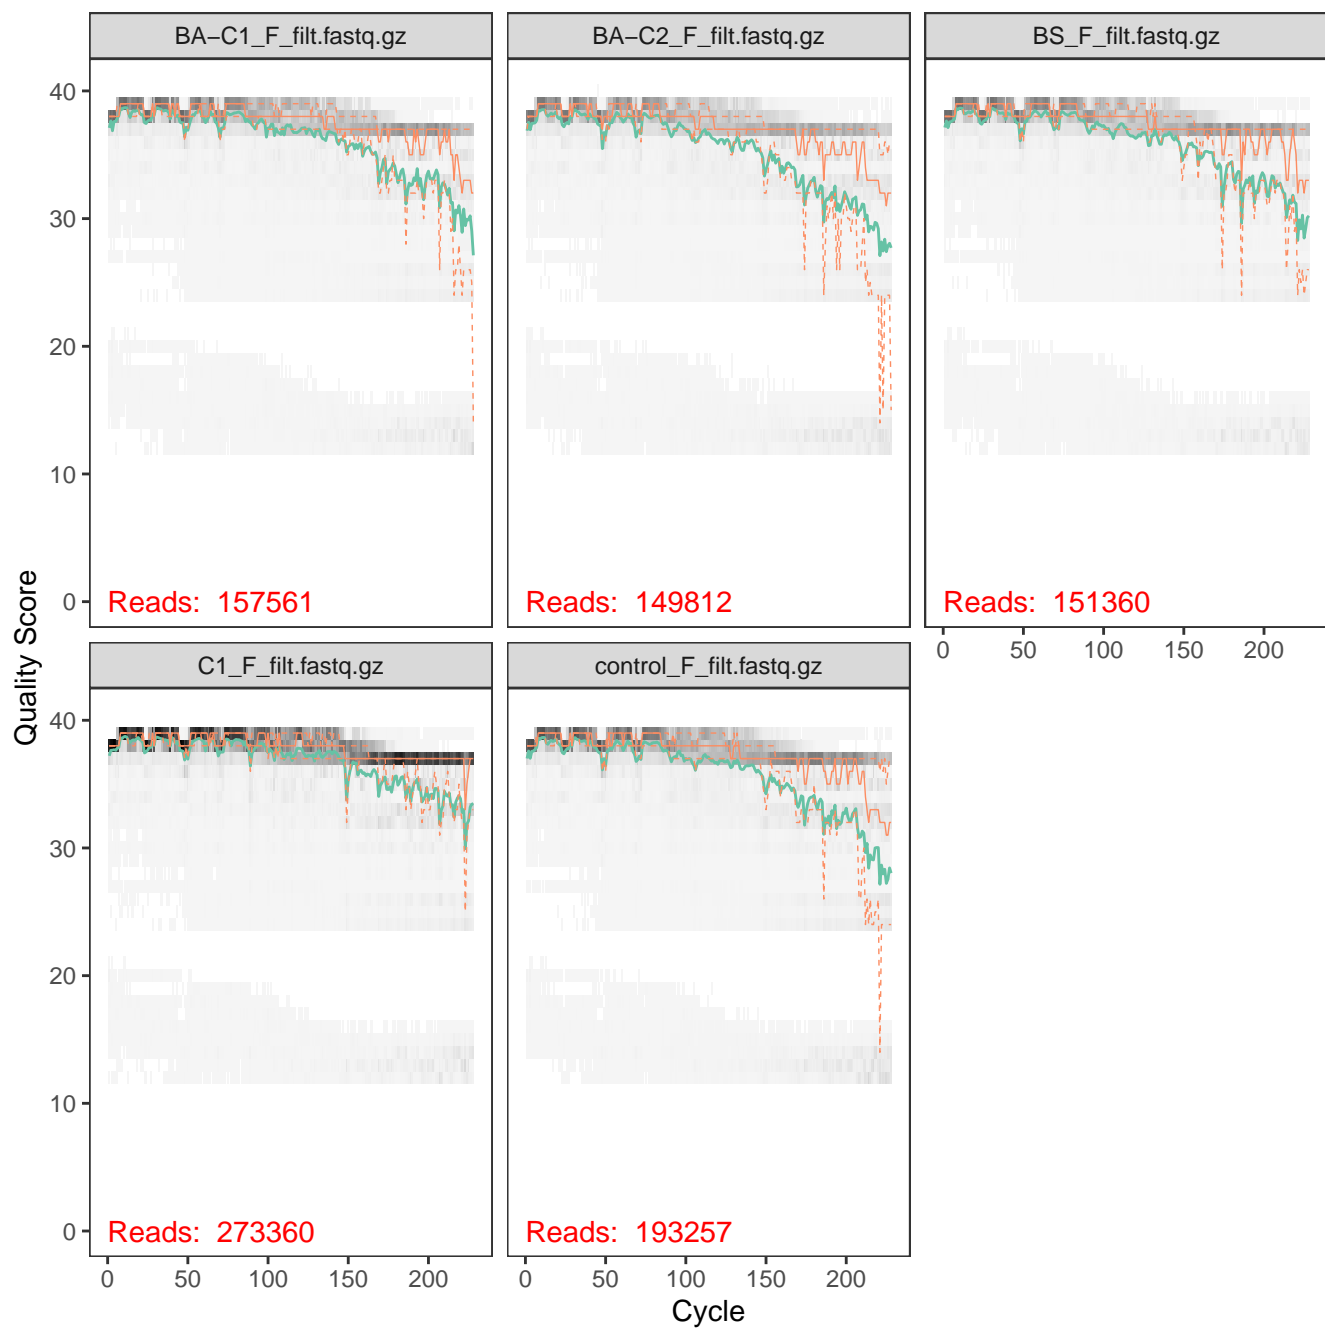 BA−C1_F_filt.fastq.gz
BA−C2_F_filt.fastq.gz
BS_F_filt.fastq.gz
40
30
20
10
0
Reads: 157561
Reads: 149812
Reads: 151360
0 50 100 150 200
Quality Score
C1_F_filt.fastq.gz
control_F_filt.fastq.gz
40
30
20
10
0
Reads: 273360
Reads: 193257
0 50 100 150 200
0 50 100 150 200
Cycle